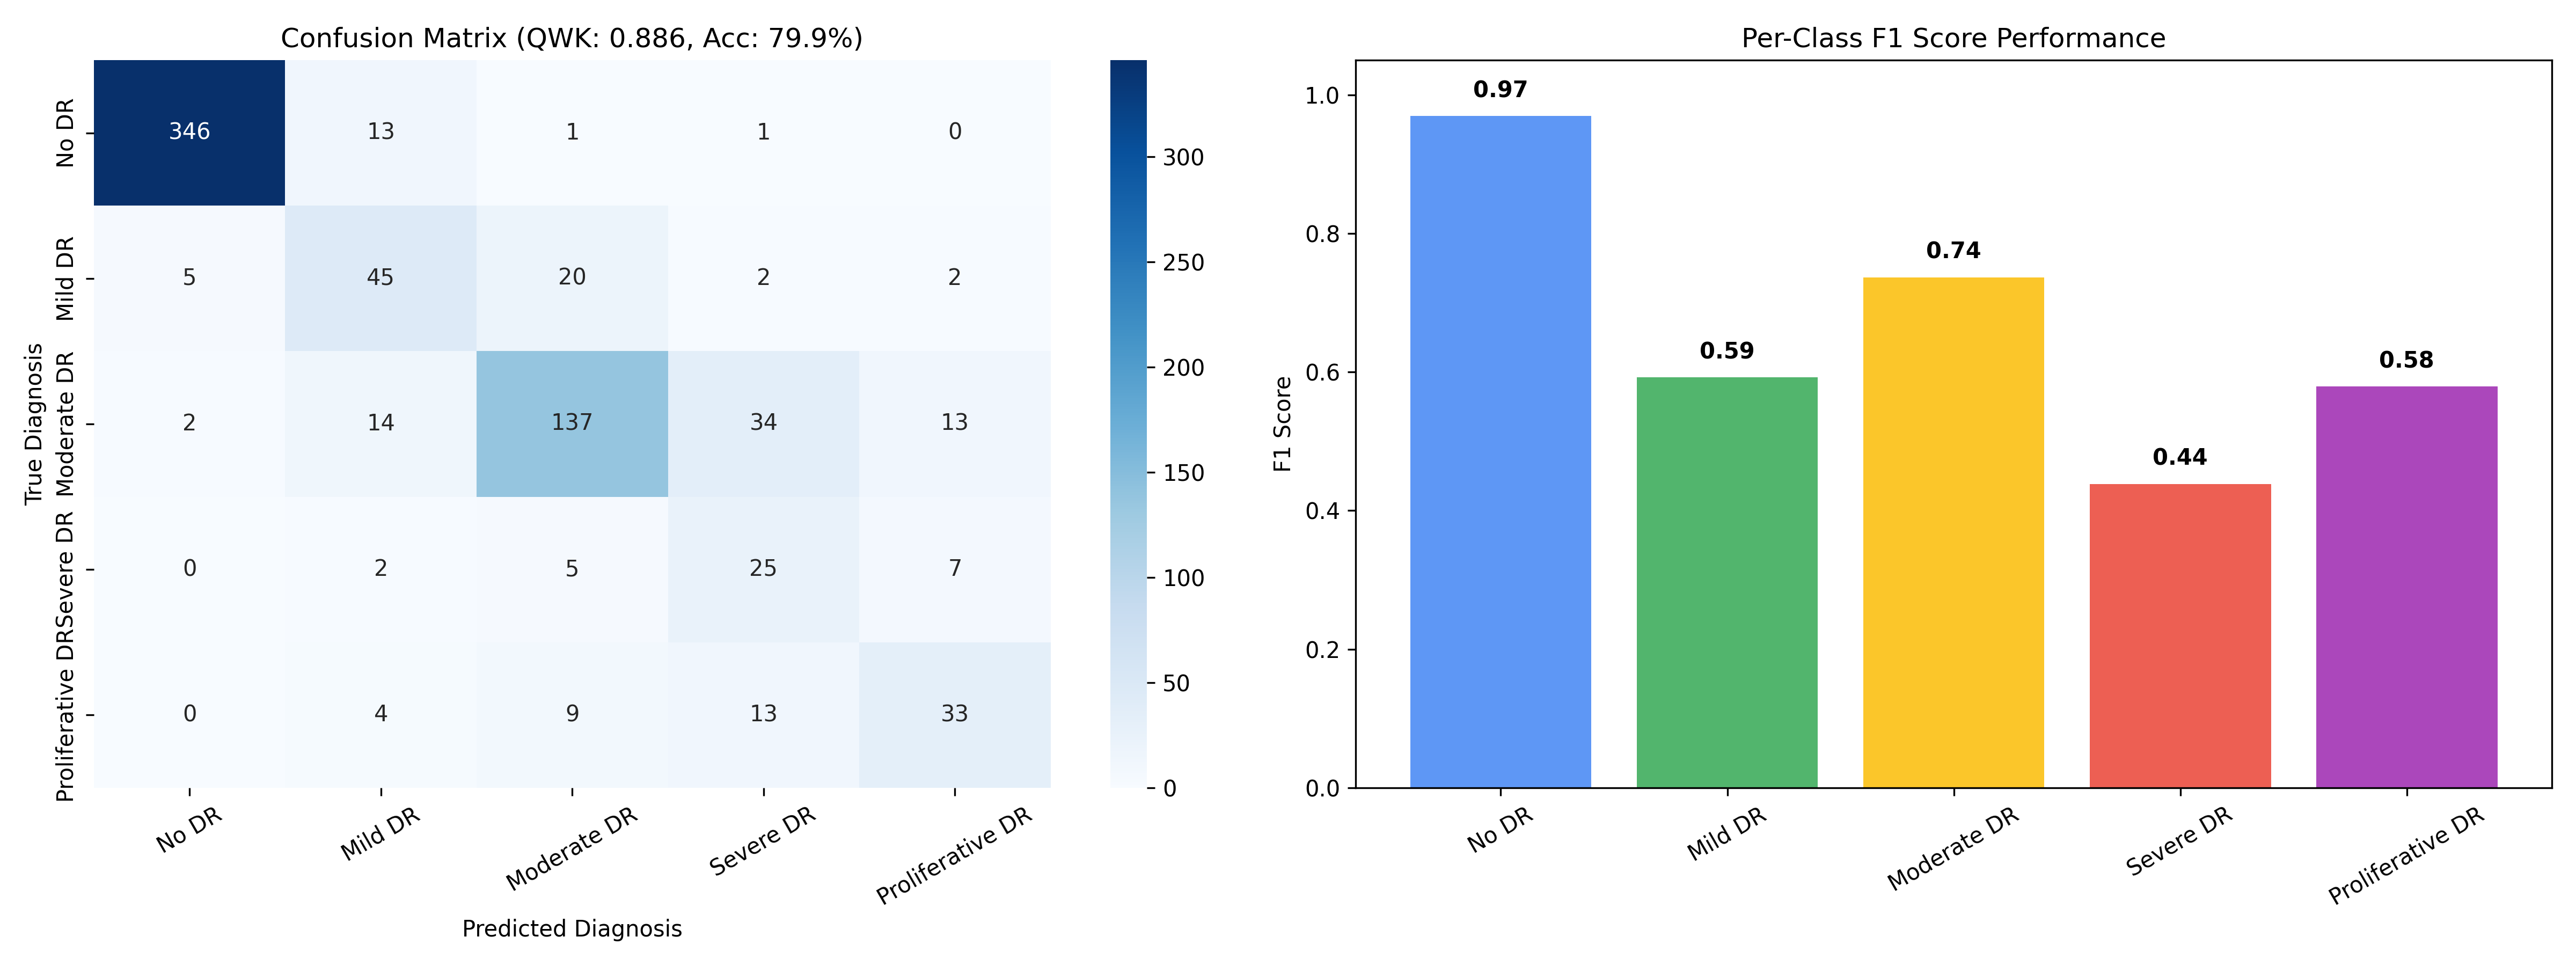 Confusion Matrix (QWK: 0.886, Acc: 79.9%)
True Diagnosis
No DR
346 13 1 1 0
Mild DR
5 45 20 2 2
Moderate DR
2 14 137 34 13
Severe DR
0 2 5 25 7
Proliferative DR
0 4 9 13 33
No DR
Mild DR
Moderate DR
Severe DR
Proliferative DR
Predicted Diagnosis
300
250
200
150
100
50
0
Per-Class F1 Score Performance
F1 Score
1.0
0.8
0.6
0.4
0.2
0.0
0.97
0.59
0.74
0.44
0.58
No DR
Mild DR
Moderate DR
Severe DR
Proliferative DR